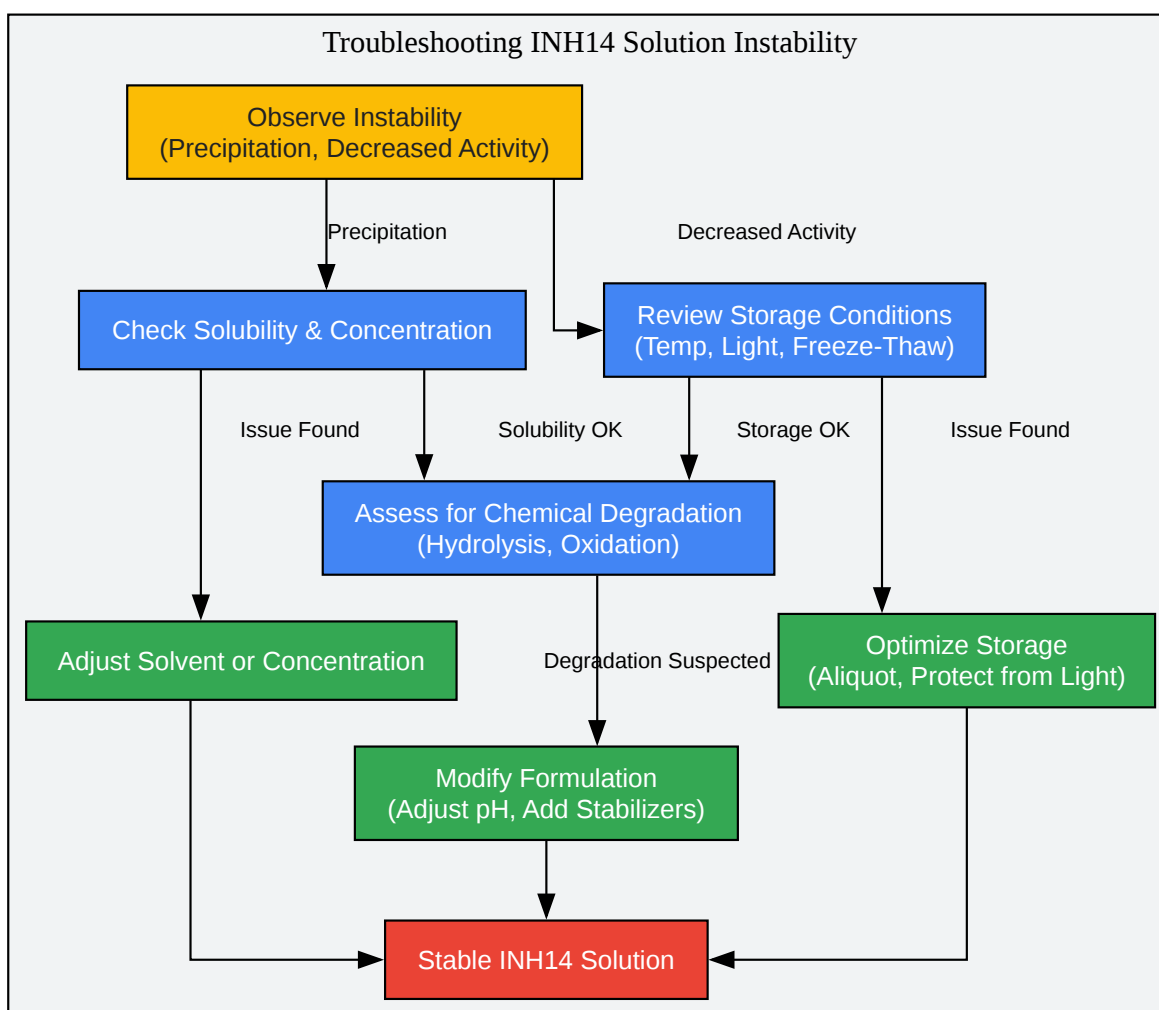 Troubleshooting INH14 Solution Instability
Observe Instability
(Precipitation, Decreased Activity)
Precipitation
Decreased Activity
Check Solubility & Concentration
Review Storage Conditions
(Temp, Light, Freeze-Thaw)
Issue Found
Solubility OK
Storage OK
Issue Found
Assess for Chemical Degradation
(Hydrolysis, Oxidation)
Adjust Solvent or Concentration
Degradation Suspected
Optimize Storage
(Aliquot, Protect from Light)
Modify Formulation
(Adjust pH, Add Stabilizers)
Stable INH14 Solution